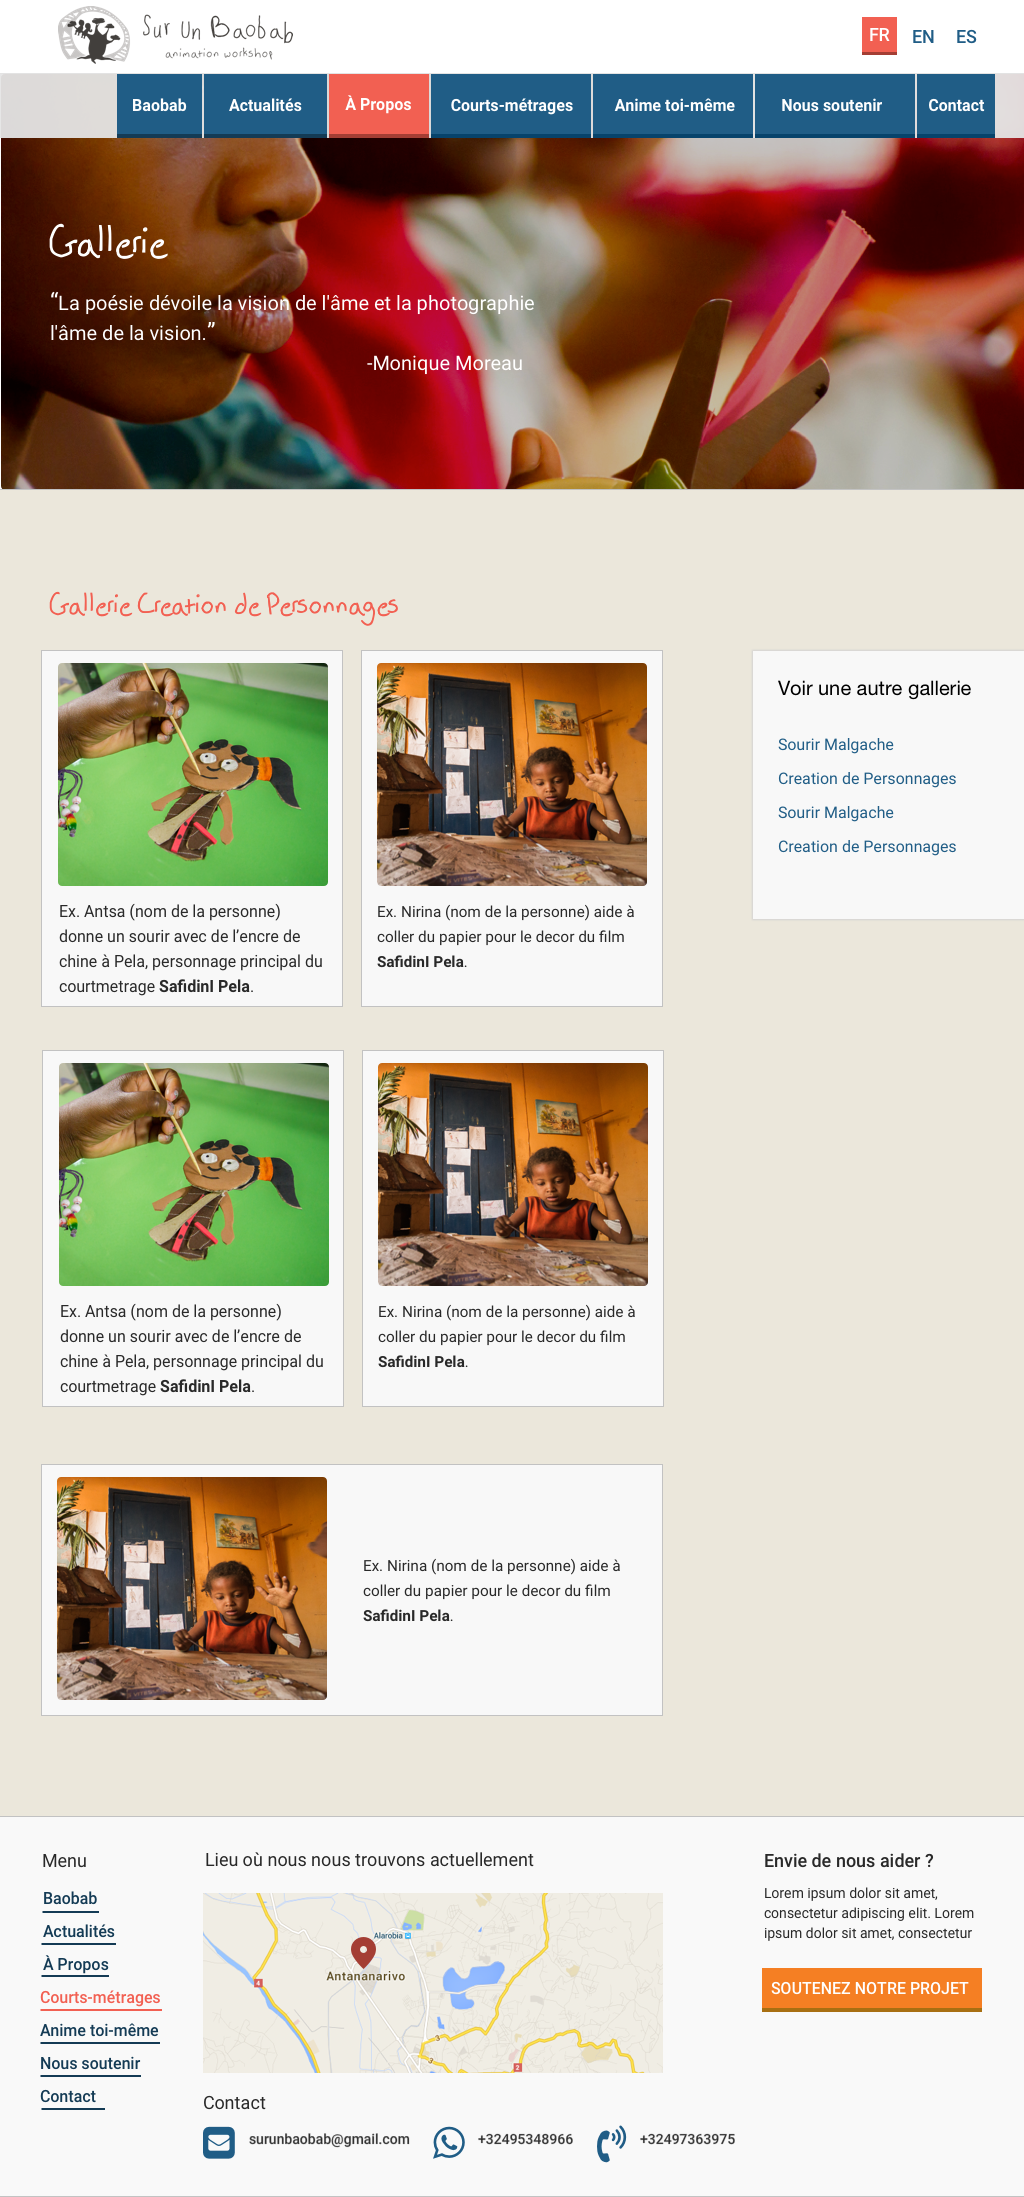 Sur Un Baobab
animation workshop
FR EN ES
Baobab Actualités À Propos Courts-métrages Anime toi-même Nous soutenir Contact
Gallerie
“La poésie dévoile la vision de l'âme et la photographie
l'âme de la vision.”
-Monique Moreau
Gallerie Creation de Personnages
Ex. Antsa (nom de la personne)
donne un sourir avec de l’encre de
chine à Pela, personnage principal du
courtmetrage SafidinI Pela.
Ex. Nirina (nom de la personne) aide à
coller du papier pour le decor du film
SafidinI Pela.
Voir une autre gallerie
Sourir Malgache
Creation de Personnages
Sourir Malgache
Creation de Personnages
Ex. Antsa (nom de la personne)
donne un sourir avec de l’encre de
chine à Pela, personnage principal du
courtmetrage SafidinI Pela.
Ex. Nirina (nom de la personne) aide à
coller du papier pour le decor du film
SafidinI Pela.
Ex. Nirina (nom de la personne) aide à
coller du papier pour le decor du film
SafidinI Pela.
Menu
Baobab
Actualités
À Propos
Courts-métrages
Anime toi-même
Nous soutenir
Contact
Lieu où nous nous trouvons actuellement
Alarobia
Antananarivo
4
3
3
2
Contact
surunbaobab@gmail.com
+32495348966
+32497363975
Envie de nous aider ?
Lorem ipsum dolor sit amet,
consectetur adipiscing elit. Lorem
ipsum dolor sit amet, consectetur
SOUTENEZ NOTRE PROJET